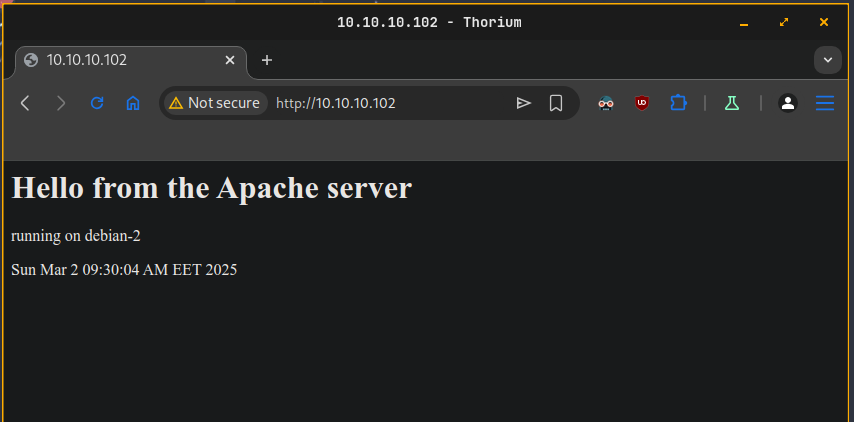 10.10.10.102 - Thorium
10.10.10.102
Not secure http://10.10.10.102
Hello from the Apache server
running on debian-2
Sun Mar 2 09:30:04 AM EET 2025